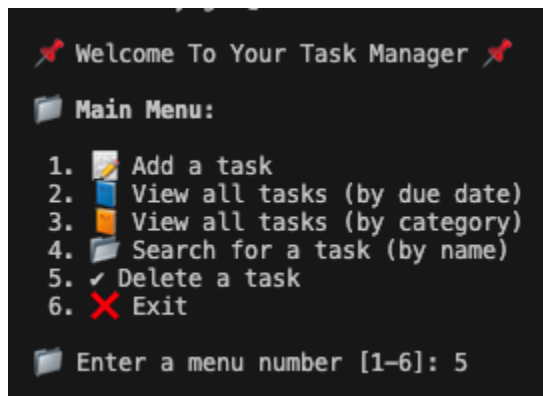 📌 Welcome To Your Task Manager 📌
📁 Main Menu:
1. 📝 Add a task
2. 📘 View all tasks (by due date)
3. 📙 View all tasks (by category)
4. 📂 Search for a task (by name)
5. ✔ Delete a task
6. ❌ Exit
📁 Enter a menu number [1-6]: 5